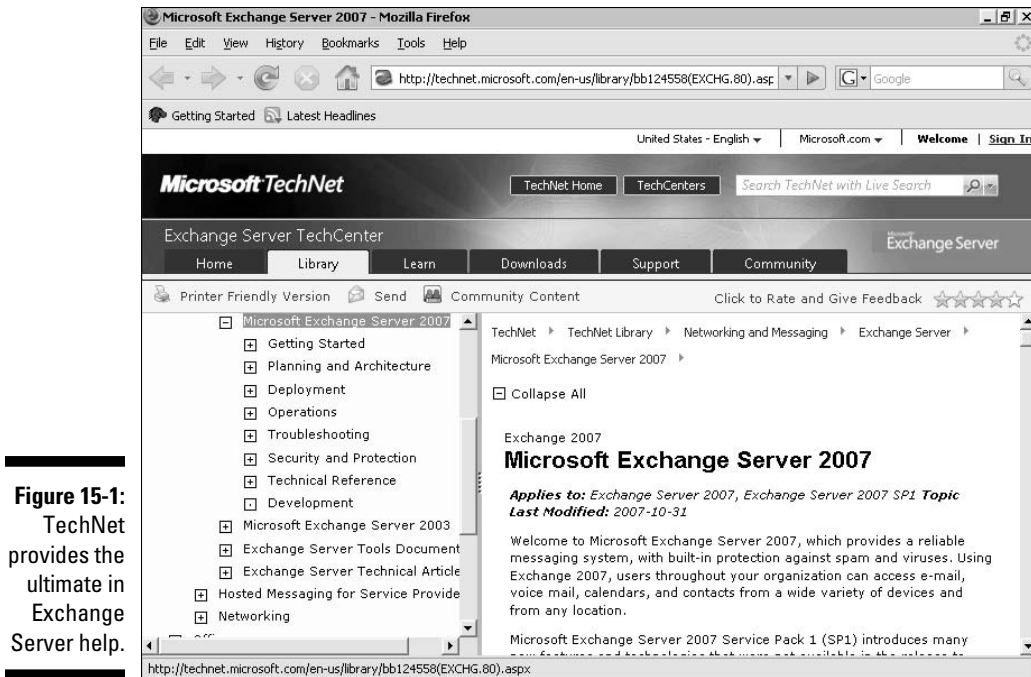 Microsoft Exchange Server 2007 - Mozilla Firefox
File Edit View History Bookmarks Tools Help
http://technet.microsoft.com/en-us/library/bb124558(EXCHG.80).asp
G Google
Getting Started Latest Headlines
United States - English Microsoft.com Welcome Sign In
Microsoft TechNet
TechNet Home TechCenters Search TechNet with Live Search
Exchange Server TechCenter
Microsoft Exchange Server
Home Library Learn Downloads Support Community
Printer Friendly Version Send Community Content Click to Rate and Give Feedback
Microsoft Exchange Server 2007
Getting Started
Planning and Architecture
Deployment
Operations
Troubleshooting
Security and Protection
Technical Reference
Development
Microsoft Exchange Server 2003
Exchange Server Tools Document
Exchange Server Technical Article
Hosted Messaging for Service Provide
Networking
TechNet TechNet Library Networking and Messaging Exchange Server
Microsoft Exchange Server 2007
Collapse All
Exchange 2007
Microsoft Exchange Server 2007
Applies to: Exchange Server 2007, Exchange Server 2007 SP1 Topic
Last Modified: 2007-10-31
Welcome to Microsoft Exchange Server 2007, which provides a reliable
messaging system, with built-in protection against spam and viruses. Using
Exchange 2007, users throughout your organization can access e-mail,
voice mail, calendars, and contacts from a wide variety of devices and
from any location.
Microsoft Exchange Server 2007 Service Pack 1 (SP1) introduces many
http://technet.microsoft.com/en-us/library/bb124558(EXCHG.80).aspx
Figure 15-1:
TechNet
provides the
ultimate in
Exchange
Server help.